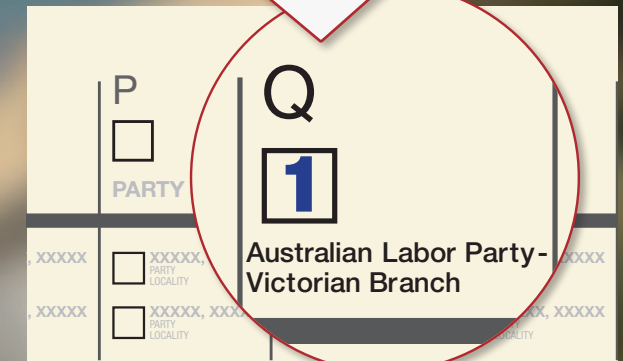 P
Q
1
PARTY
Australian Labor Party-
Victorian Branch
, XXXXX
XXXXX,
XXXXX
PARTY
LOCALITY
, XXXXX
XXXXX, XXX
XX, XXXXX
PARTY
LOCALITY
CALITY